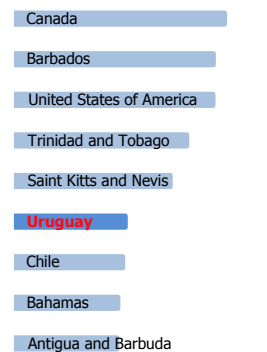 Canada
Barbados
United States of America
Trinidad and Tobago
Saint Kitts and Nevis
Uruguay
Chile
Bahamas
Antigua and Barbuda